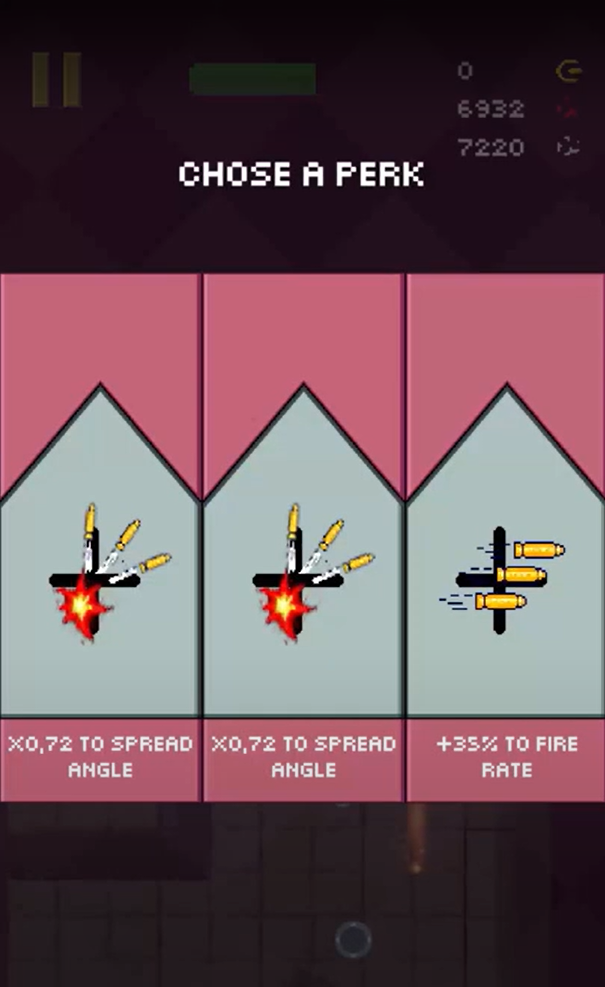 0
6932
7220
CHOSE A PERK
X0,72 TO SPREAD
ANGLE
X0,72 TO SPREAD
ANGLE
+35% TO FIRE
RATE